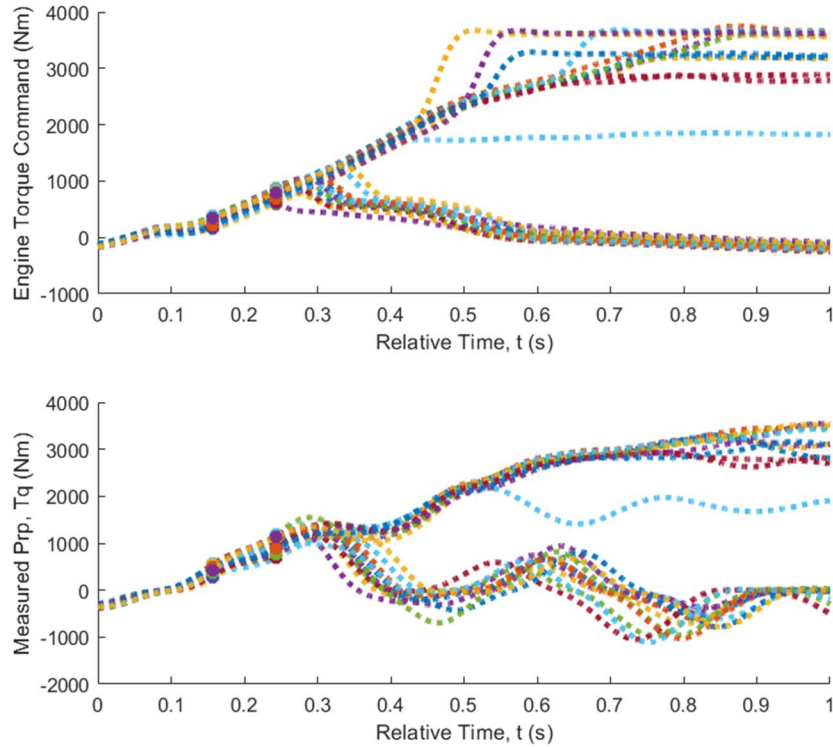 4000
3000
2000
1000
0
-1000
Engine Torque Command (Nm)
0 0.1 0.2 0.3 0.4 0.5 0.6 0.7 0.8 0.9 1
Relative Time, t (s)
4000
3000
2000
1000
0
-1000
-2000
Measured Prp, Tq (Nm)
0 0.1 0.2 0.3 0.4 0.5 0.6 0.7 0.8 0.9 1
Relative Time, t (s)